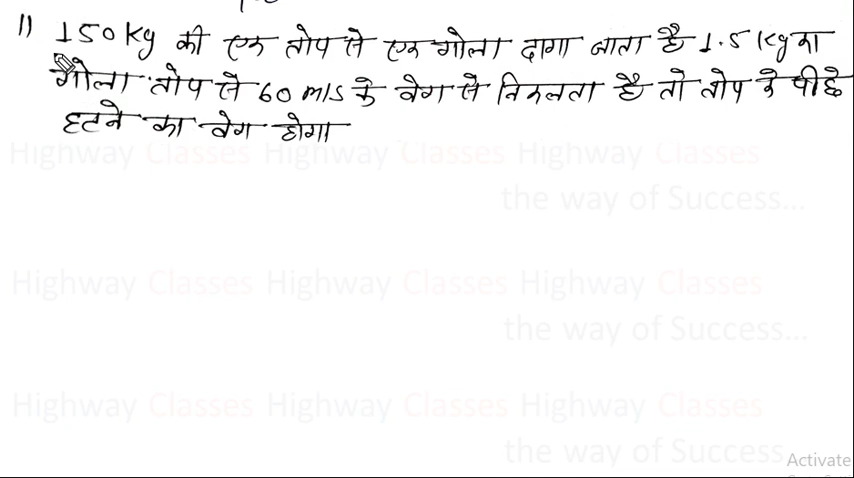 1) 150 Kg की एक तोप से एक गोला दागा जाता है 1.5 Kg का
गोला तोप से 60 m/s के वेग से निकलता है तो तोप के पीछे
हटने का वेग होगा
Highway Classes Highway Classes Highway Classes
the way of Success...
Highway Classes Highway Classes Highway Classes
the way of Success...
Highway Classes Highway Classes Highway Classes
the way of Success
Activate